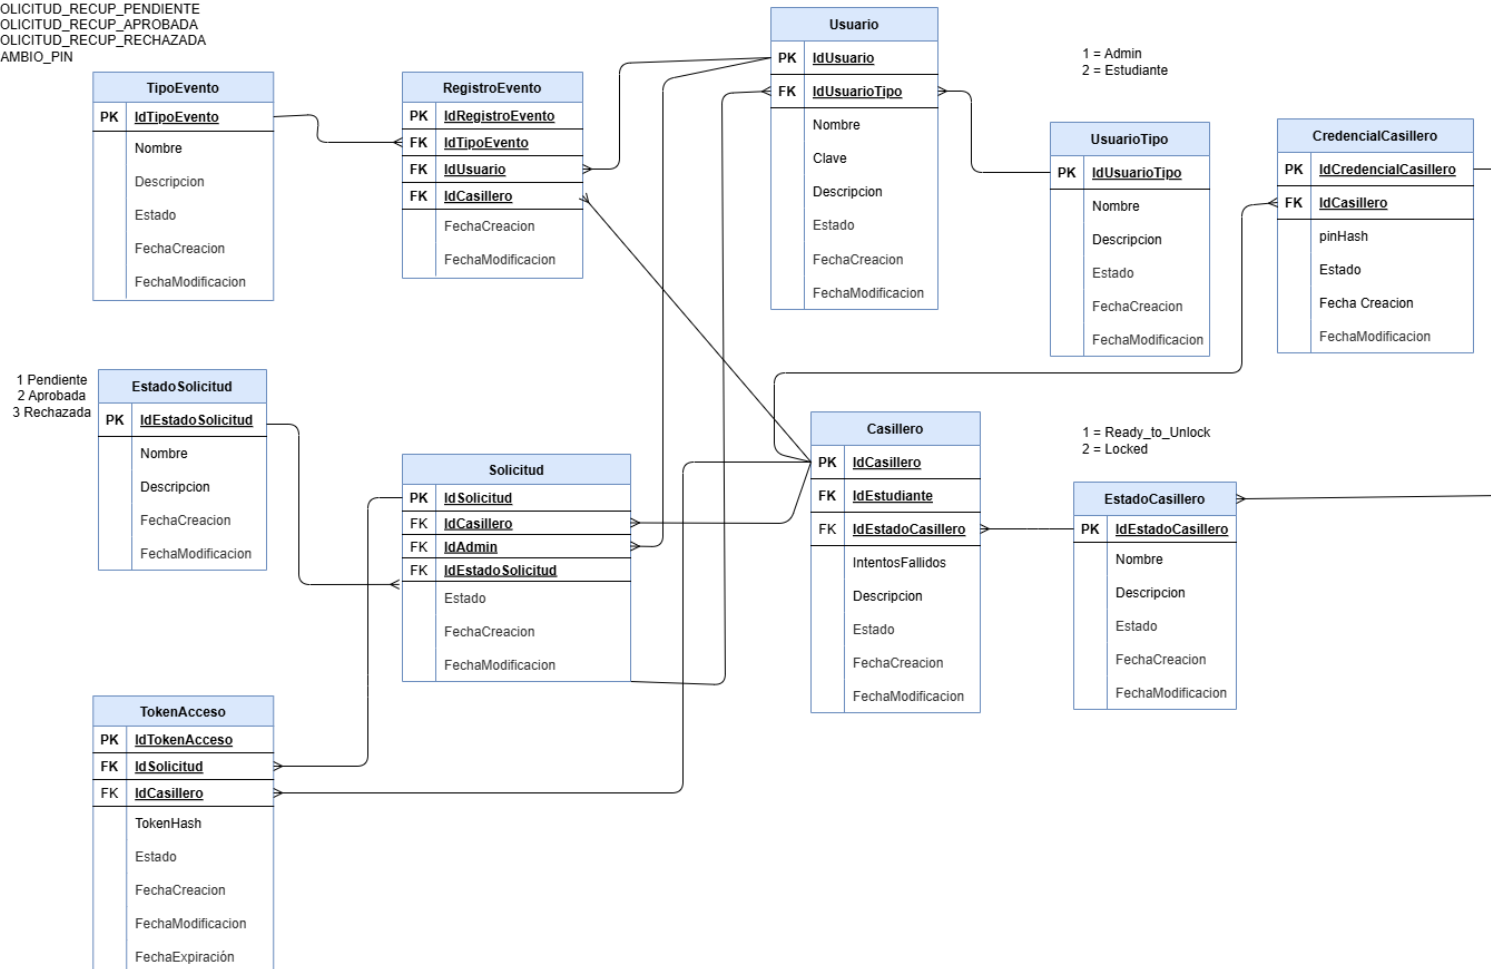 OLICITUD_RECUP_PENDIENTE
OLICITUD_RECUP_APROBADA
OLICITUD_RECUP_RECHAZADA
AMBIO_PIN
TipoEvento
PK IdTipoEvento
Nombre
Descripcion
Estado
FechaCreacion
FechaModificacion
RegistroEvento
PK IdRegistroEvento
FK IdTipoEvento
FK IdUsuario
FK IdCasillero
FechaCreacion
FechaModificacion
Usuario
PK IdUsuario
FK IdUsuarioTipo
Nombre
Clave
Descripcion
Estado
FechaCreacion
FechaModificacion
1 = Admin
2 = Estudiante
UsuarioTipo
PK IdUsuarioTipo
Nombre
Descripcion
Estado
FechaCreacion
FechaModificacion
CredencialCasillero
PK IdCredencialCasillero
FK IdCasillero
pinHash
Estado
Fecha Creacion
FechaModificacion
1 Pendiente
2 Aprobada
3 Rechazada
EstadoSolicitud
PK IdEstadoSolicitud
Nombre
Descripcion
FechaCreacion
FechaModificacion
Solicitud
PK IdSolicitud
FK IdCasillero
FK IdAdmin
FK IdEstadoSolicitud
Estado
FechaCreacion
FechaModificacion
Casillero
PK IdCasillero
FK IdEstudiante
FK IdEstadoCasillero
IntentosFallidos
Descripcion
Estado
FechaCreacion
FechaModificacion
1 = Ready_to_Unlock
2 = Locked
EstadoCasillero
PK IdEstadoCasillero
Nombre
Descripcion
Estado
FechaCreacion
FechaModificacion
TokenAcceso
PK IdTokenAcceso
FK IdSolicitud
FK IdCasillero
TokenHash
Estado
FechaCreacion
FechaModificacion
FechaExpiración